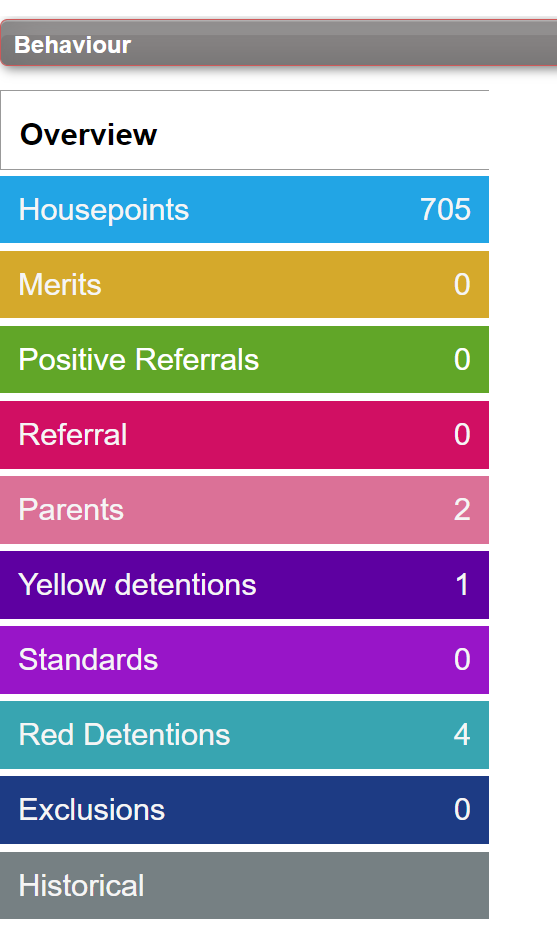 Behaviour
Overview
Housepoints 705
Merits 0
Positive Referrals 0
Referral 0
Parents 2
Yellow detentions 1
Standards 0
Red Detentions 4
Exclusions 0
Historical